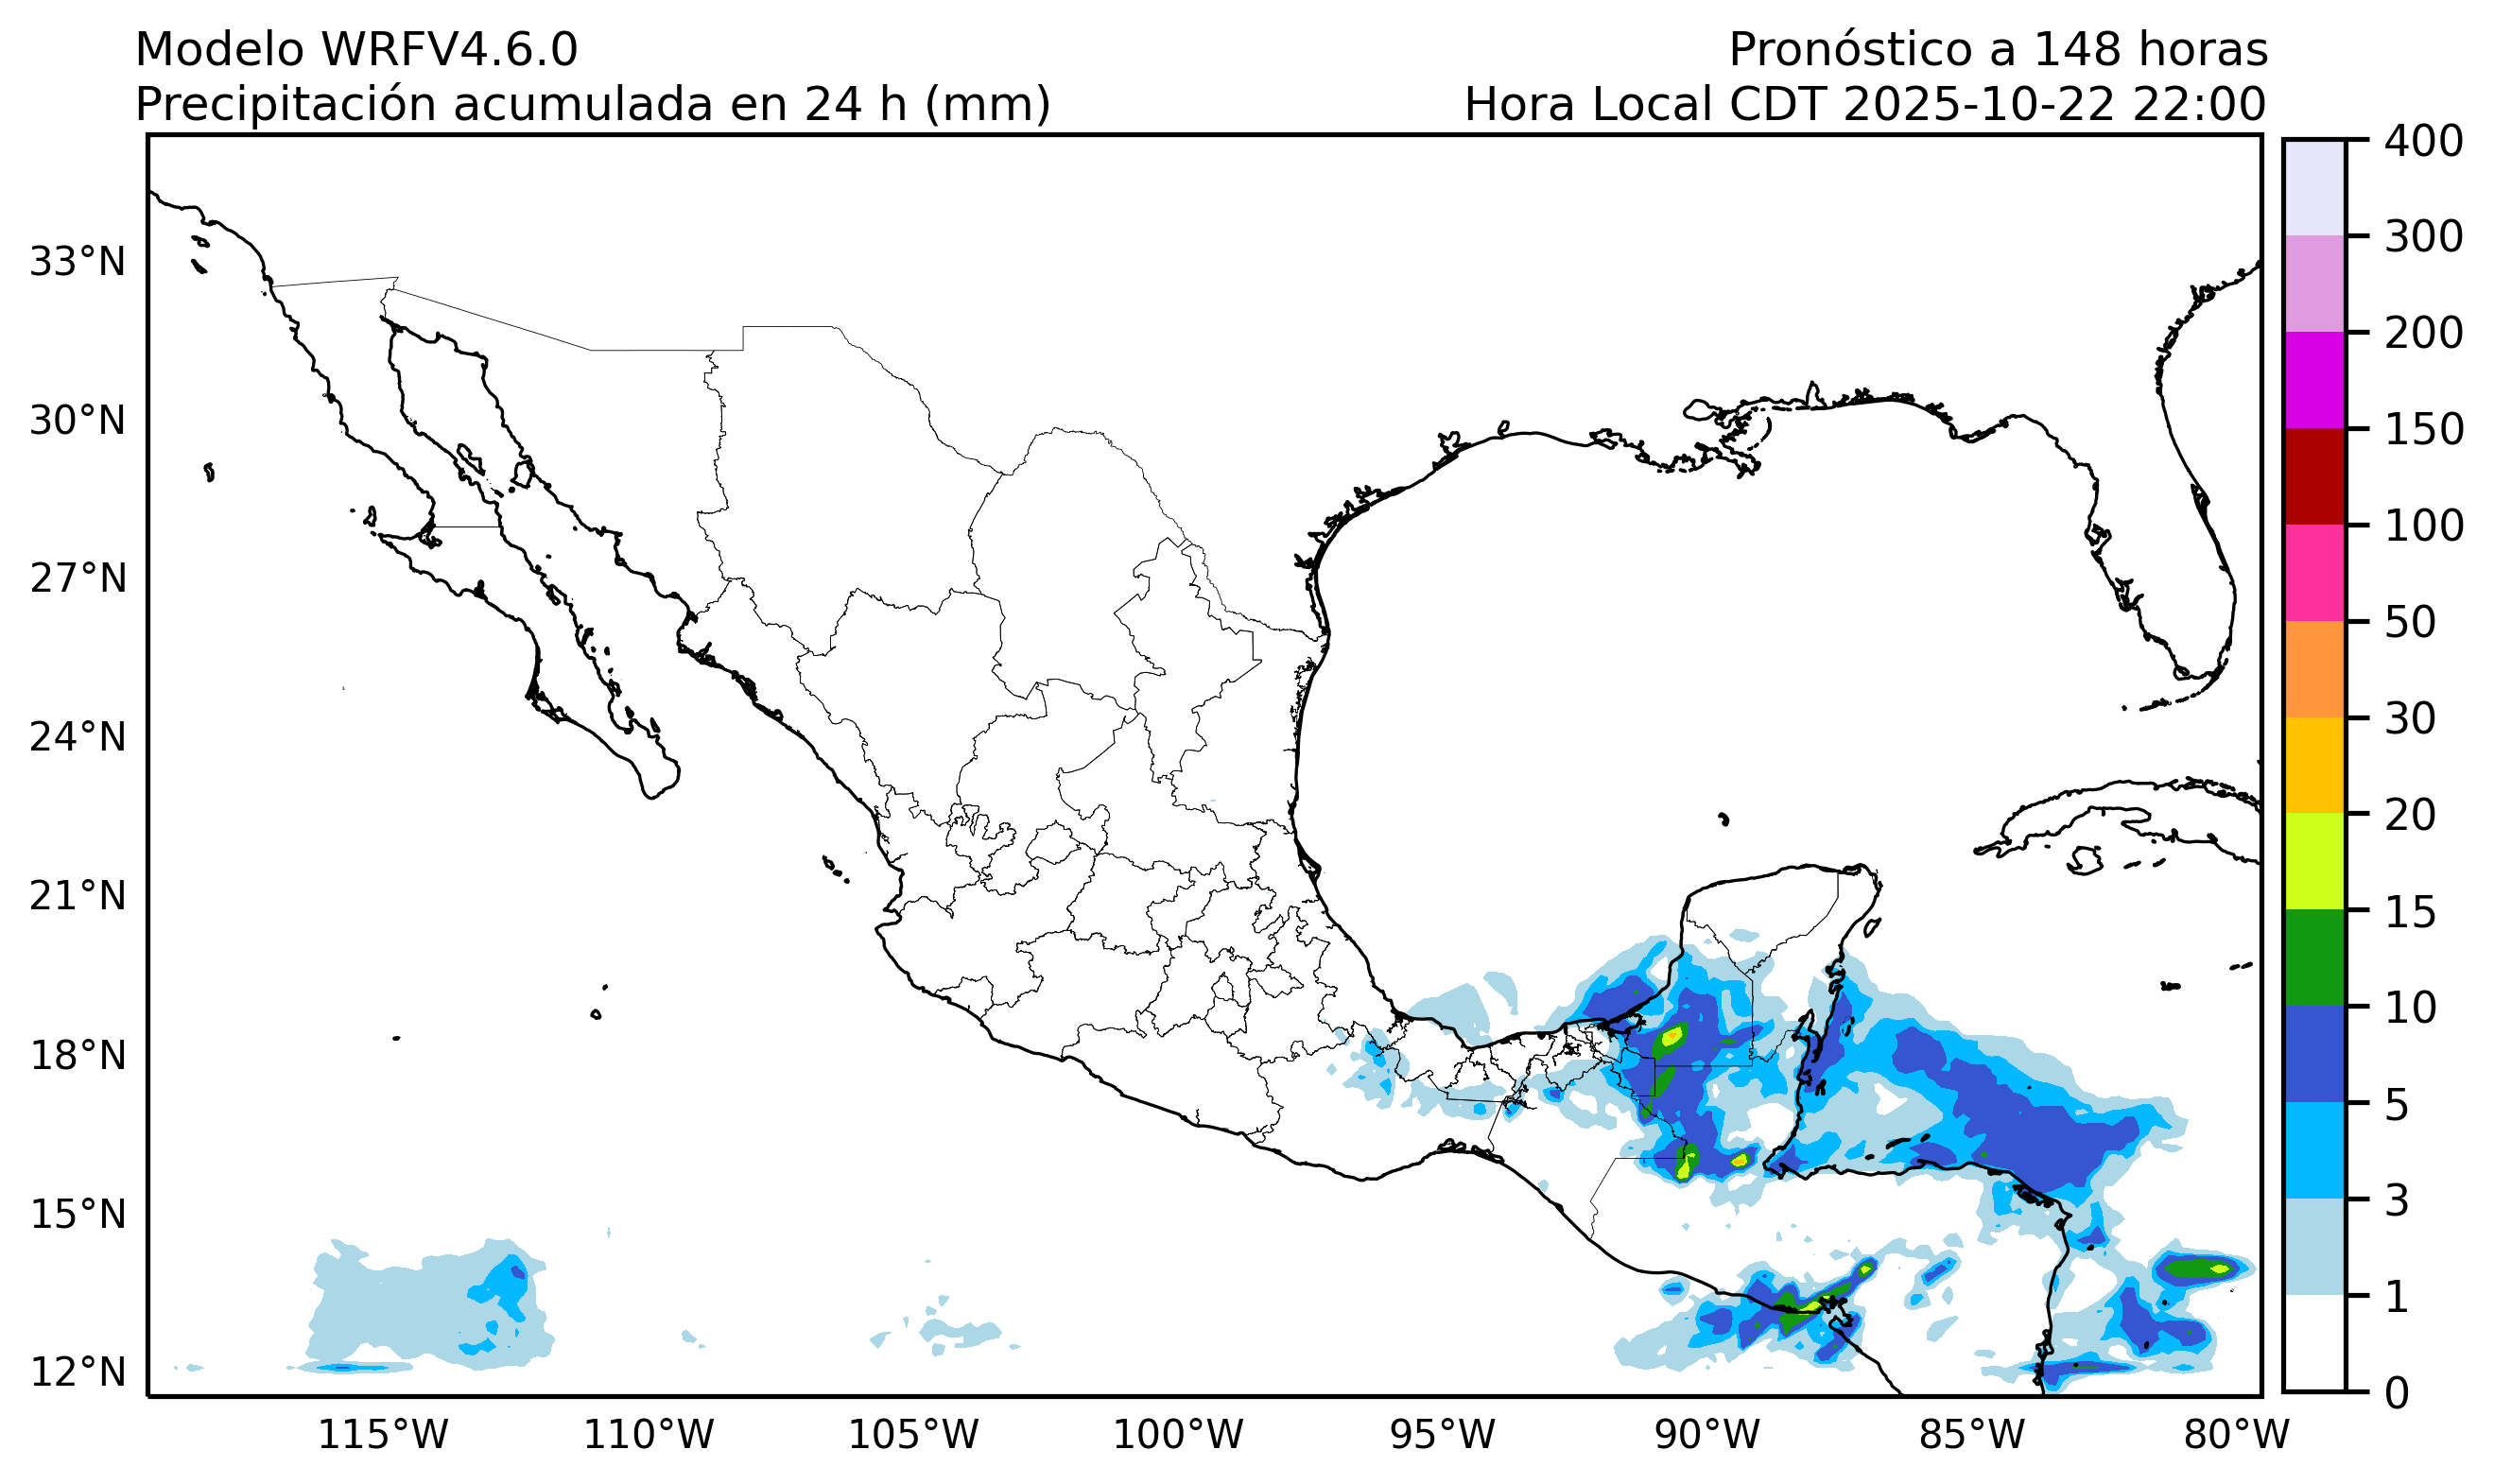 Modelo WRFV4.6.0
Pronóstico a 148 horas
Precipitación acumulada en 24 h (mm)
Hora Local CDT 2025-10-22 22:00
33°N
30°N
27°N
24°N
21°N
18°N
15°N
12°N
115°W
110°W
105°W
100°W
95°W
90°W
85°W
80°W
400
300
200
150
100
50
30
20
15
10
5
3
1
0